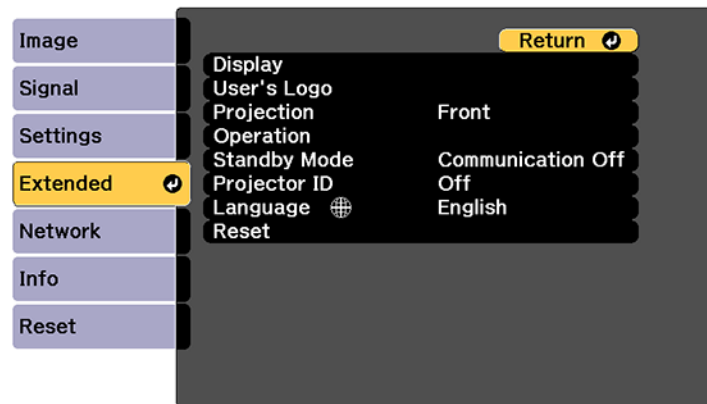 Image
Signal
Settings
Extended
Network
Info
Reset
Return
Display
User's Logo
Projection Front
Operation
Standby Mode Communication Off
Projector ID Off
Language English
Reset